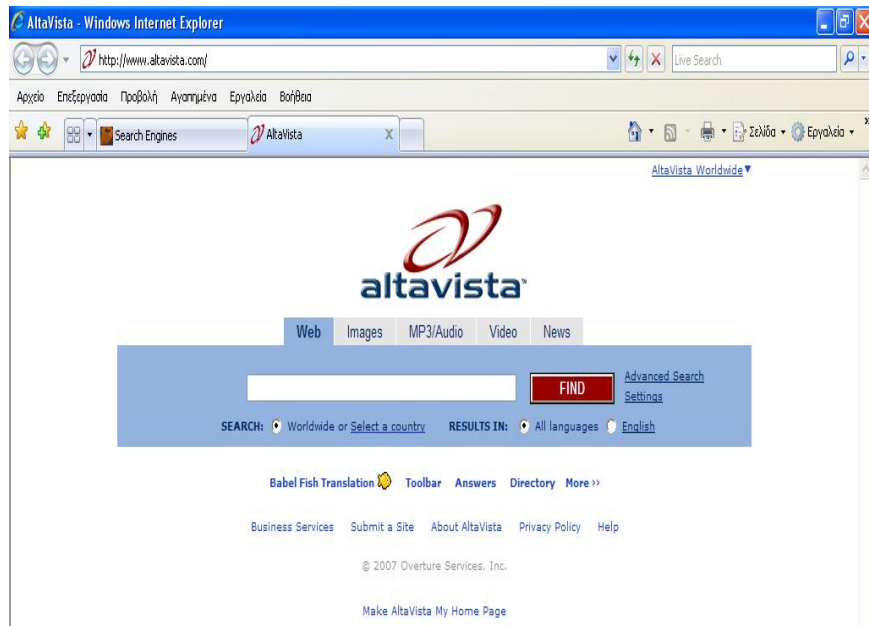 AltaVista - Windows Internet Explorer
http://www.altavista.com/ Live Search
Αρχείο Επεξεργασία Προβολή Αγαπημένα Εργαλεία Βοήθεια
Search Engines AltaVista Σελίδα Εργαλεία
AltaVista Worldwide
altavista™
Web Images MP3/Audio Video News
FIND
Advanced Search
Settings
SEARCH: Worldwide or Select a country RESULTS IN: All languages English
Babel Fish Translation Toolbar Answers Directory More >>
Business Services Submit a Site About AltaVista Privacy Policy Help
© 2007 Overture Services, Inc.
Make AltaVista My Home Page